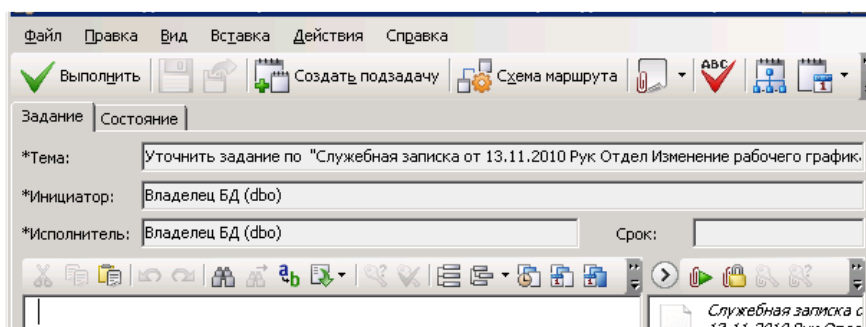 Файл Правка Вид Вставка Действия Справка
Выполнить Создать подзадачу Схема маршрута ABC
Задание Состояние
*Тема: Уточнить задание по "Служебная записка от 13.11.2010 Рук Отдел Изменение рабочего график
*Инициатор: Владелец БД (dbo)
*Исполнитель: Владелец БД (dbo) Срок:
Служебная записка